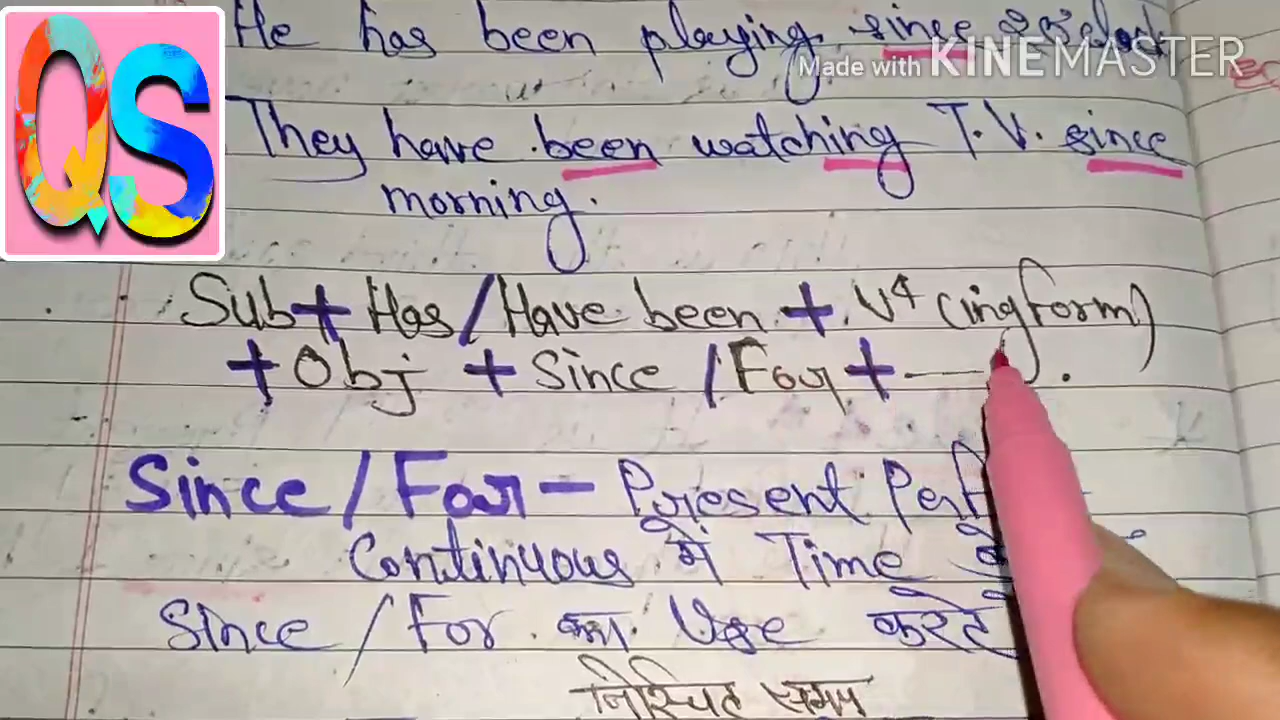 QS
He has been playing since
Made with KINEMASTER
They have been watching T.V. since
morning.
Sub + Has / Have been + V⁴ (ing form)
+ Obj + Since / For + — .
Since / For – Present Perf
Continuous में Time
Since / For का Use करते
निश्चित समय